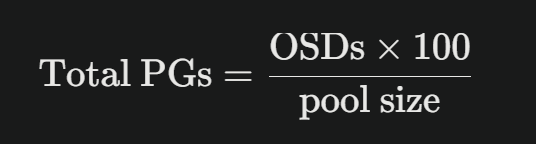 Total PGs = OSDs × 100
pool size